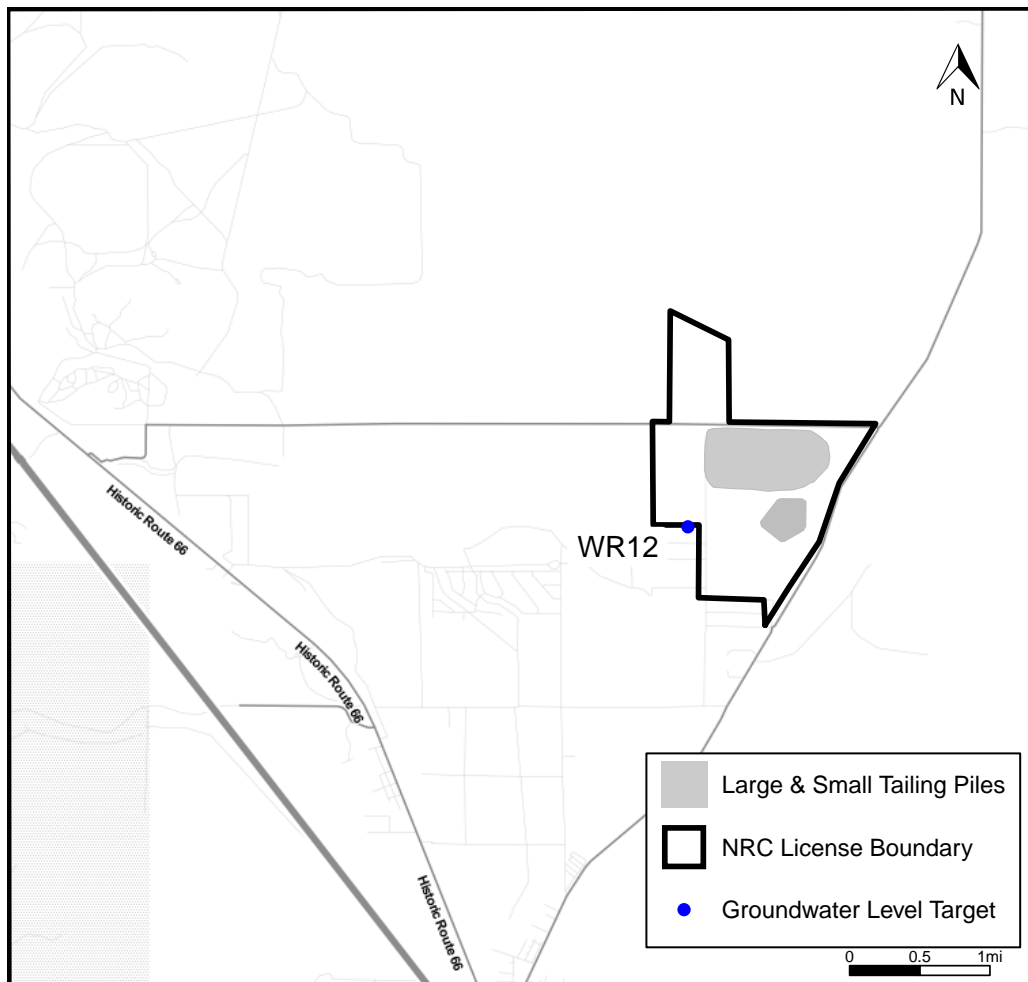 N
Historic Route 66
WR12
Historic Route 66
Historic Route 66
Large & Small Tailing Piles
NRC License Boundary
Groundwater Level Target
0 0.5 1mi